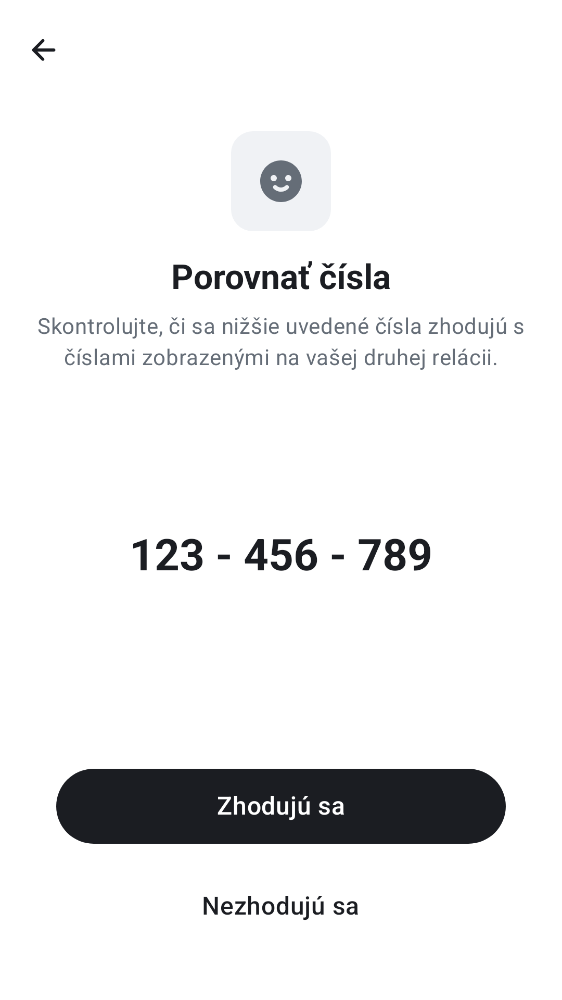 Porovnať čísla
Skontrolujte, či sa nižšie uvedené čísla zhodujú s
číslami zobrazenými na vašej druhej relácii.
123 - 456 - 789
Zhodujú sa
Nezhodujú sa